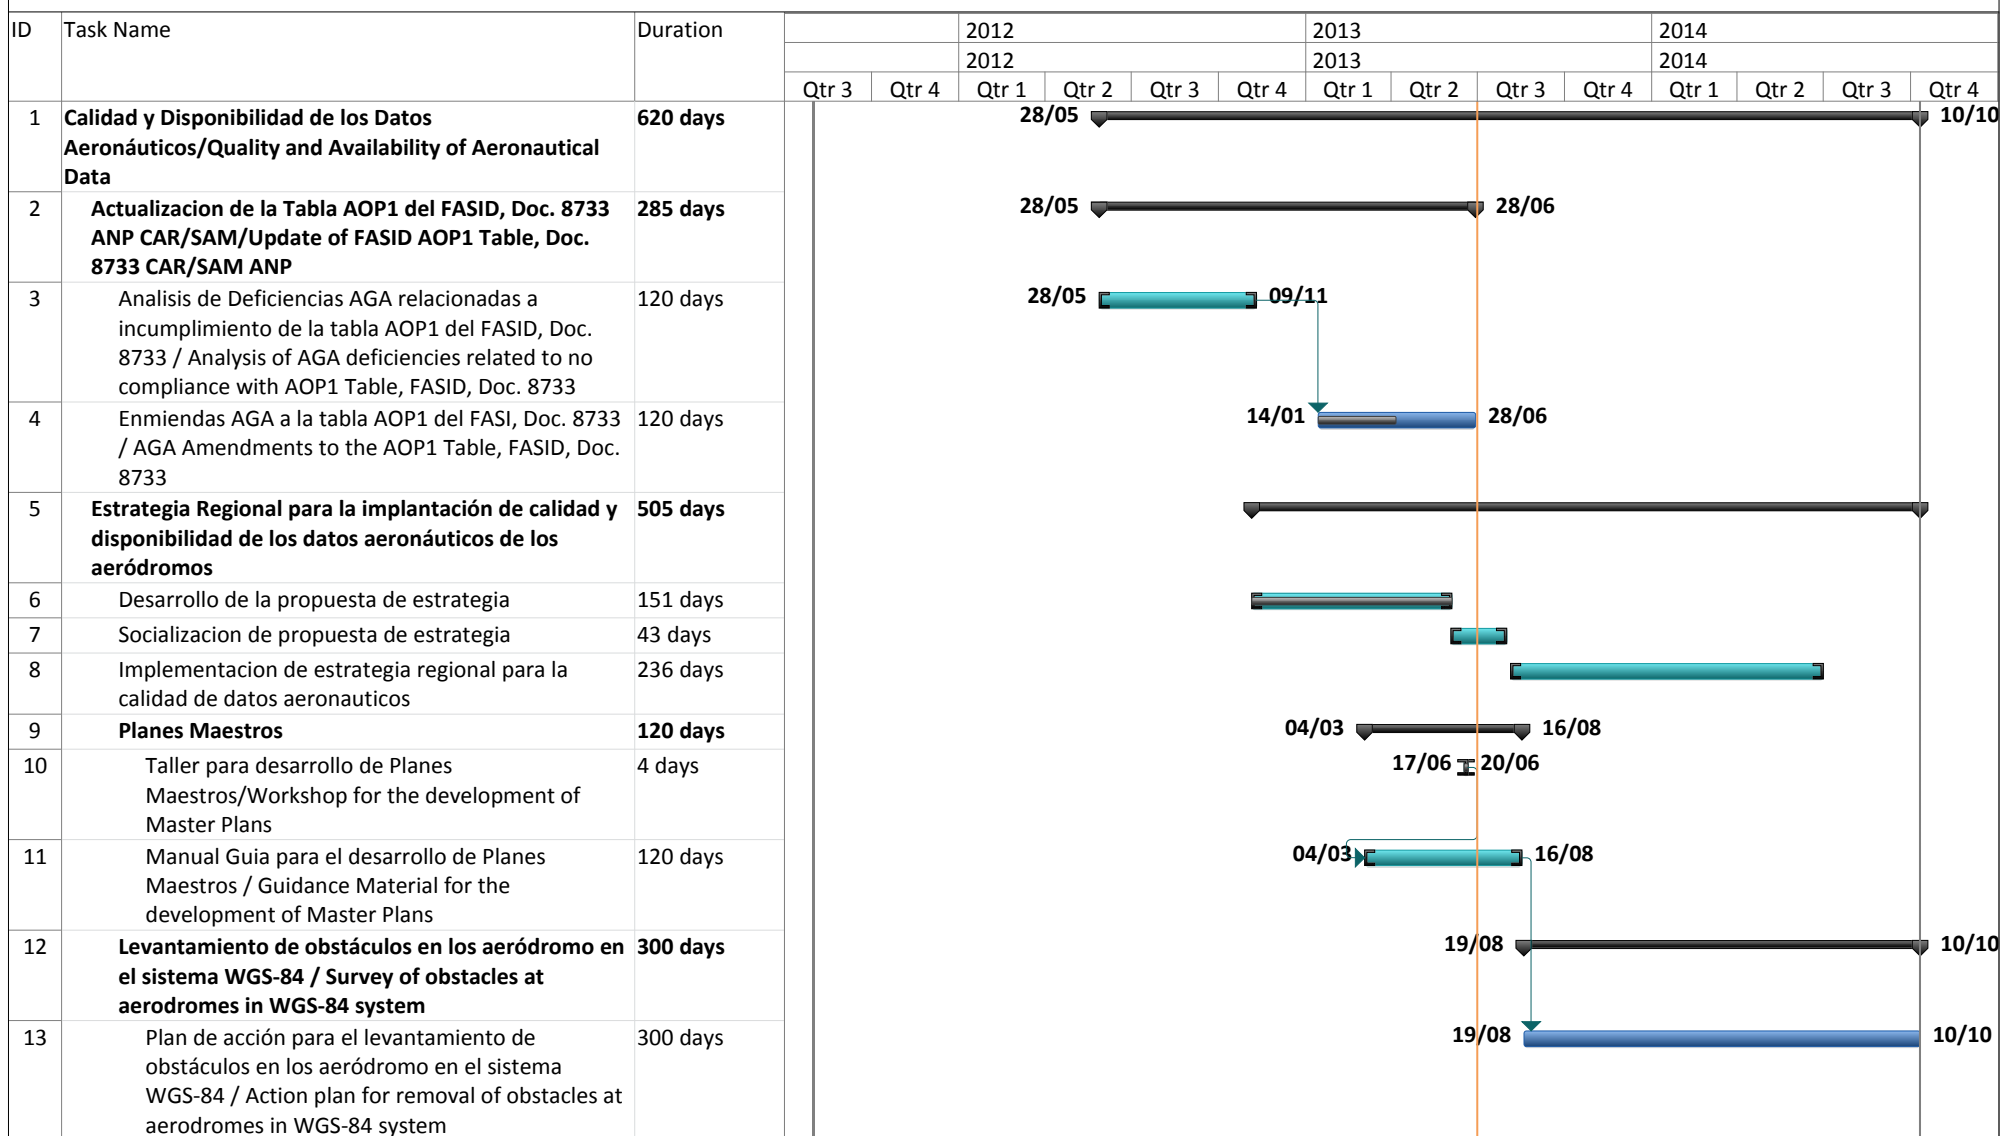 ID Task Name Duration 2012 2013 2014
2012 2013 2014
Qtr 3 Qtr 4 Qtr 1 Qtr 2 Qtr 3 Qtr 4 Qtr 1 Qtr 2 Qtr 3 Qtr 4 Qtr 1 Qtr 2 Qtr 3 Qtr 4
1 Calidad y Disponibilidad de los Datos 620 days 28/05 10/10
Aeronáuticos/Quality and Availability of Aeronautical
Data
2 Actualizacion de la Tabla AOP1 del FASID, Doc. 8733 285 days 28/05 28/06
ANP CAR/SAM/Update of FASID AOP1 Table, Doc.
8733 CAR/SAM ANP
3 Analisis de Deficiencias AGA relacionadas a 120 days 28/05 09/11
incumplimiento de la tabla AOP1 del FASID, Doc.
8733 / Analysis of AGA deficiencies related to no
compliance with AOP1 Table, FASID, Doc. 8733
4 Enmiendas AGA a la tabla AOP1 del FASI, Doc. 8733 120 days 14/01 28/06
/ AGA Amendments to the AOP1 Table, FASID, Doc.
8733
5 Estrategia Regional para la implantación de calidad y 505 days
disponibilidad de los datos aeronáuticos de los
aeródromos
6 Desarrollo de la propuesta de estrategia 151 days
7 Socializacion de propuesta de estrategia 43 days
8 Implementacion de estrategia regional para la 236 days
calidad de datos aeronauticos
9 Planes Maestros 120 days 04/03 16/08
10 Taller para desarrollo de Planes 4 days 17/06 20/06
Maestros/Workshop for the development of
Master Plans
11 Manual Guia para el desarrollo de Planes 120 days 04/03 16/08
Maestros / Guidance Material for the
development of Master Plans
12 Levantamiento de obstáculos en los aeródromo en 300 days 19/08 10/10
el sistema WGS-84 / Survey of obstacles at
aerodromes in WGS-84 system
13 Plan de acción para el levantamiento de 300 days 19/08 10/10
obstáculos en los aeródromo en el sistema
WGS-84 / Action plan for removal of obstacles at
aerodromes in WGS-84 system